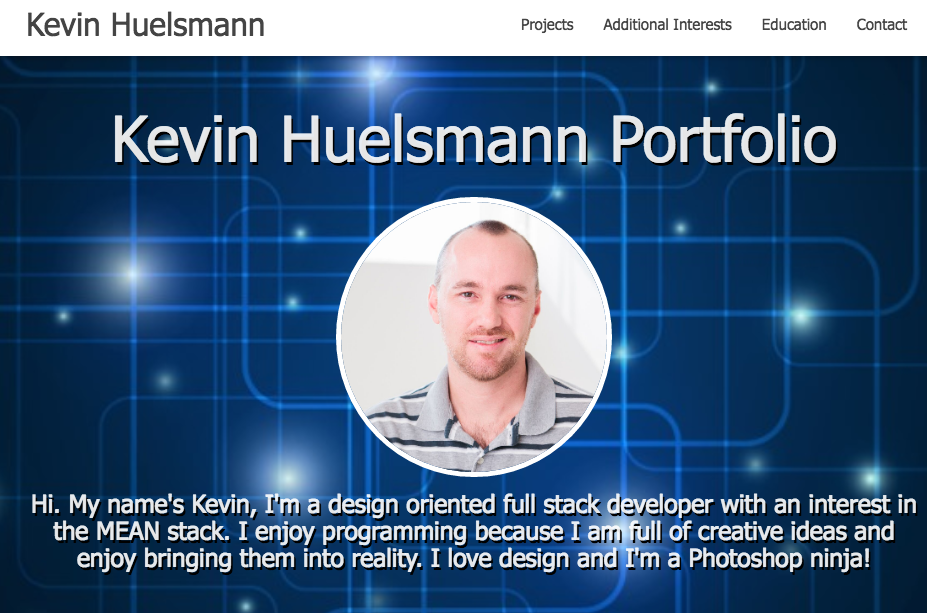 Kevin Huelsmann
Projects Additional Interests Education Contact
Kevin Huelsmann Portfolio
Hi. My name's Kevin, I'm a design oriented full stack developer with an interest in
the MEAN stack. I enjoy programming because I am full of creative ideas and
enjoy bringing them into reality. I love design and I'm a Photoshop ninja!